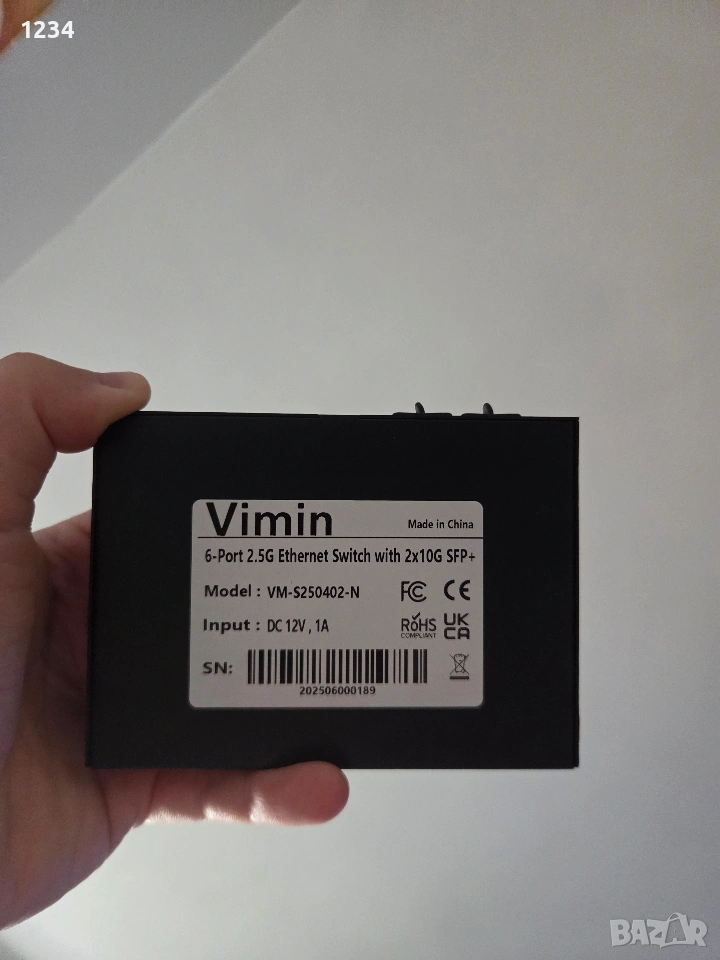 1234
Vimin
Made in China
6-Port 2.5G Ethernet Switch with 2x10G SFP+
Model : VM-S250402-N
FC CE
Input : DC 12V , 1A
RoHS
COMPLIANT
UK
CA
SN:
202506000189
BAZAR